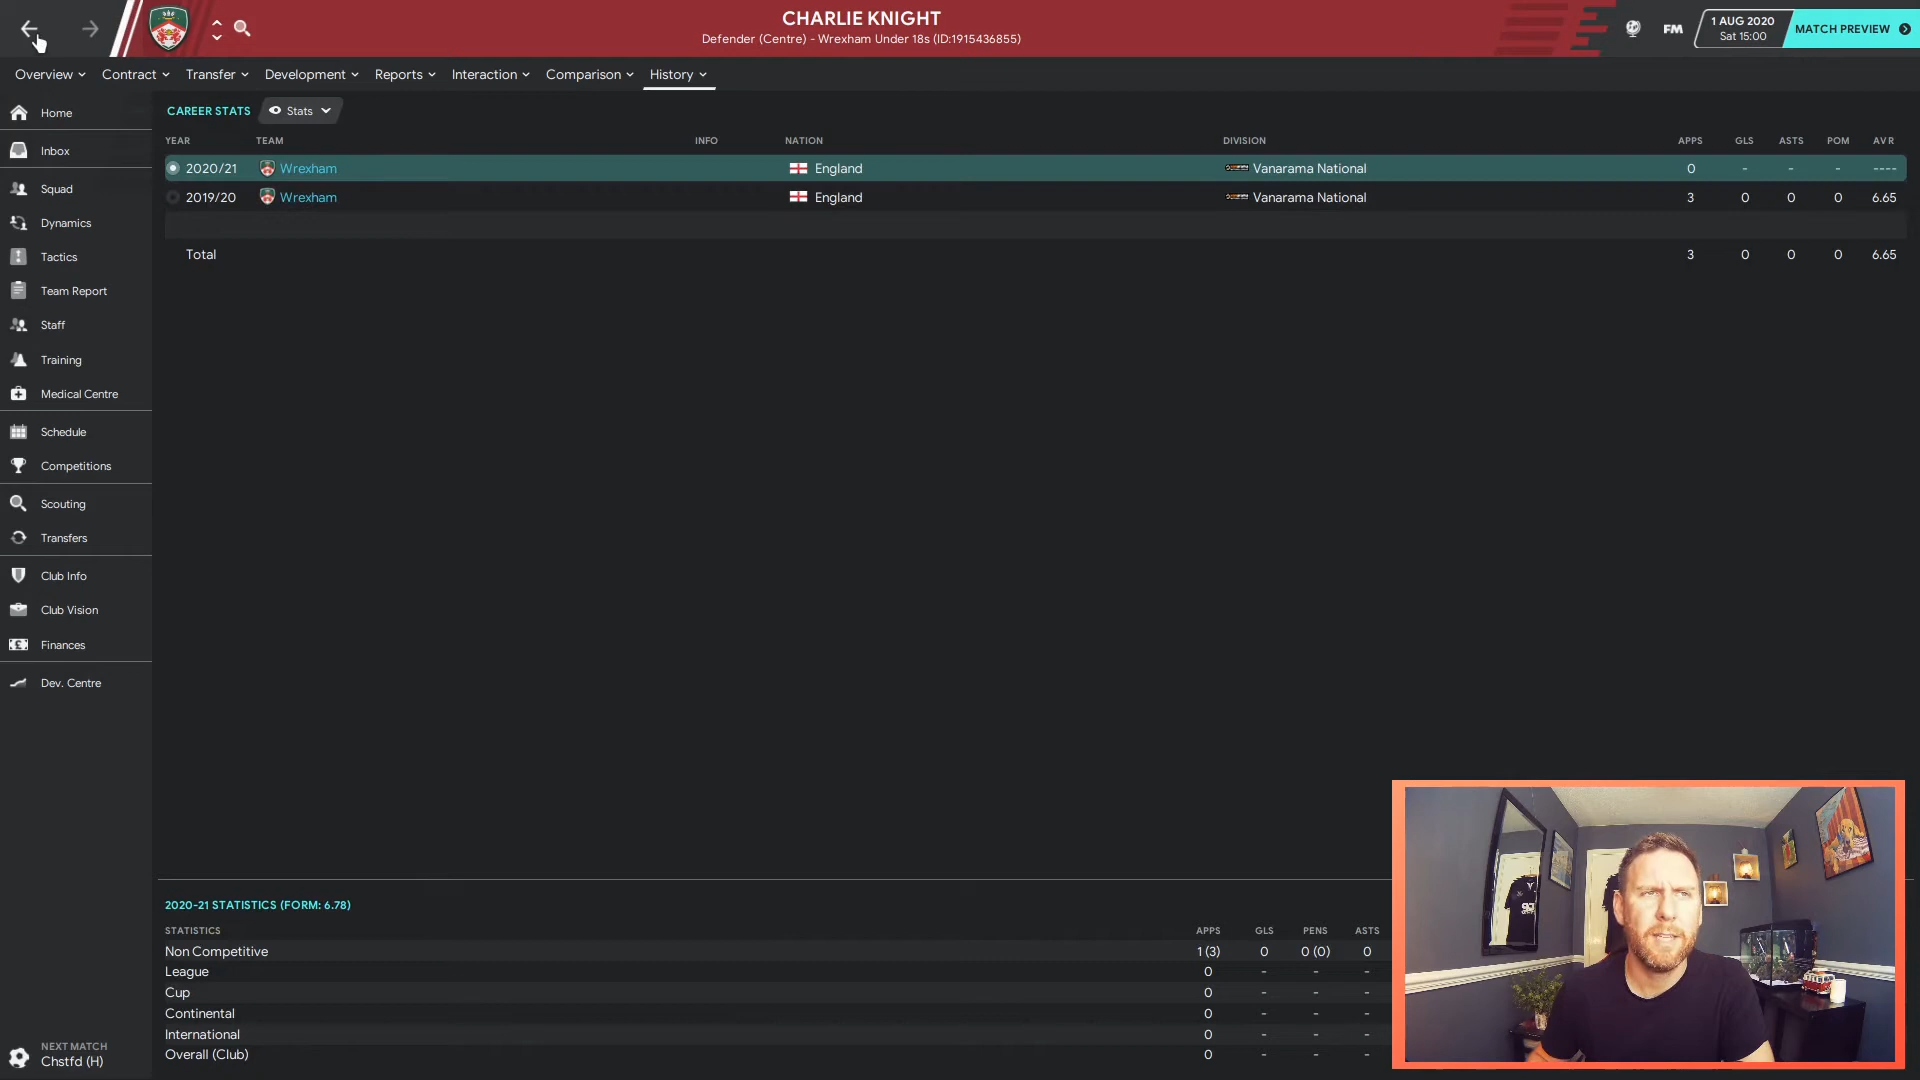 CHARLIE KNIGHT
Defender (Centre) - Wrexham Under 18s (ID:1915436855)
FM
1 AUG 2020
Sat 15:00
MATCH PREVIEW
Overview Contract Transfer Development Reports Interaction Comparison History
Home
Inbox
Squad
Dynamics
Tactics
Team Report
Staff
Training
Medical Centre
Schedule
Competitions
Scouting
Transfers
Club Info
Club Vision
Finances
Dev. Centre
NEXT MATCH
Chstfd (H)
CAREER STATS Stats
YEAR TEAM INFO NATION DIVISION APPS GLS ASTS POM AV R
2020/21 Wrexham England Vanarama National 0 - - - ----
2019/20 Wrexham England Vanarama National 3 0 0 0 6.65
Total 3 0 0 0 6.65
2020-21 STATISTICS (FORM: 6.78)
STATISTICS APPS GLS PENS ASTS
Non Competitive 1 (3) 0 0 (0) 0
League 0 - - -
Cup 0 - - -
Continental 0 - - -
International 0 - - -
Overall (Club) 0 - - -